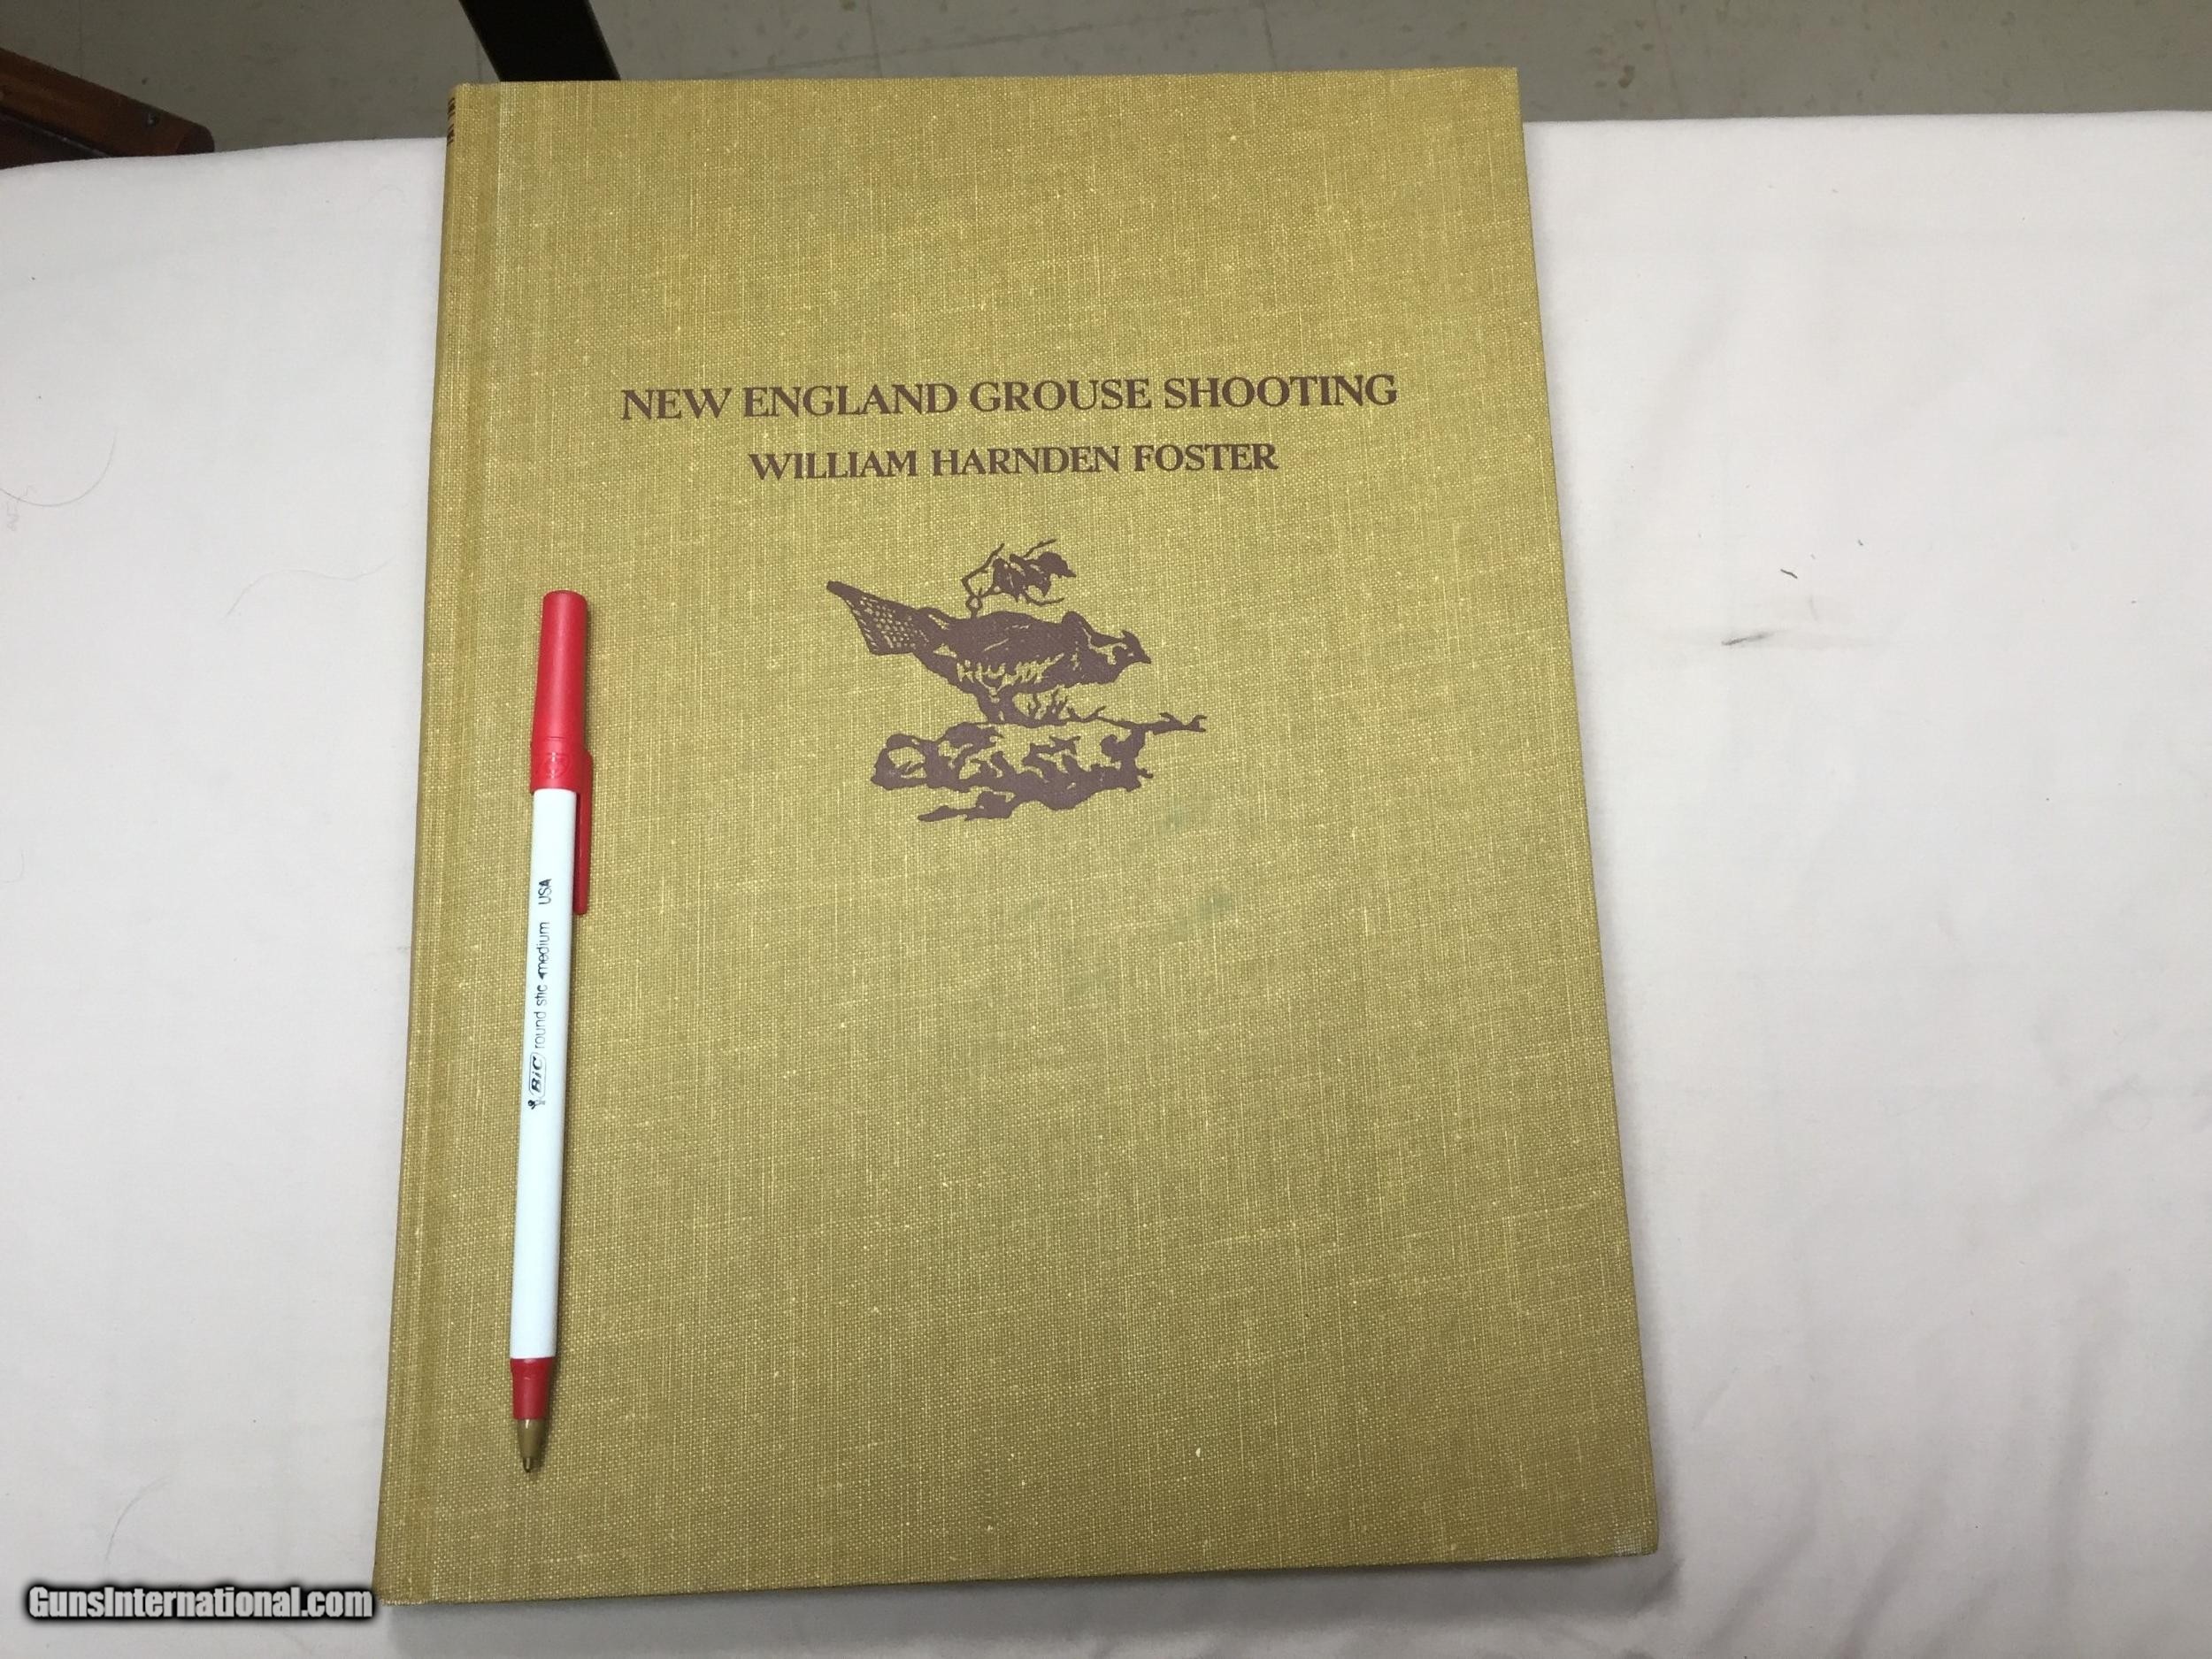 NEW ENGLAND GROUSE SHOOTING
WILLIAM HARNDEN FOSTER
BIC round stic medium USA
GunsInternational.com